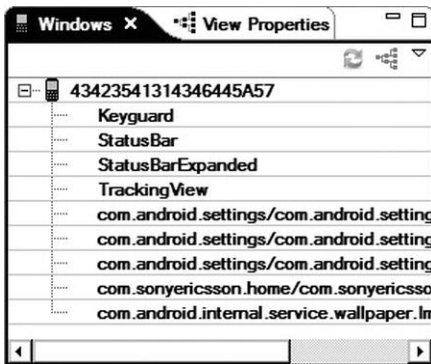 Windows View Properties
43423541314346445A57
Keyguard
StatusBar
StatusBarExpanded
TrackingView
com.android.settings/com.android.setting
com.android.settings/com.android.setting
com.android.settings/com.android.setting
com.sonyericsson.home/com.sonyericsso
com.android.internal.service.wallpaper.Im